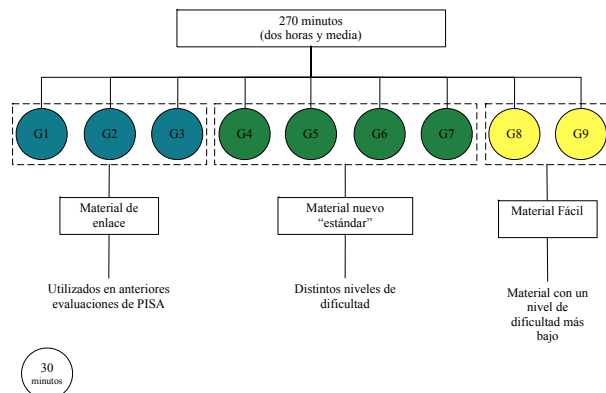 270 minutos
(dos horas y media)
G1 G2 G3 G4 G5 G6 G7 G8 G9
Material de
enlace
Material nuevo
“estándar”
Material Fácil
Utilizados en anteriores
evaluaciones de PISA
Distintos niveles de
dificultad
Material con un
nivel de
dificultad más
bajo
30
minutos